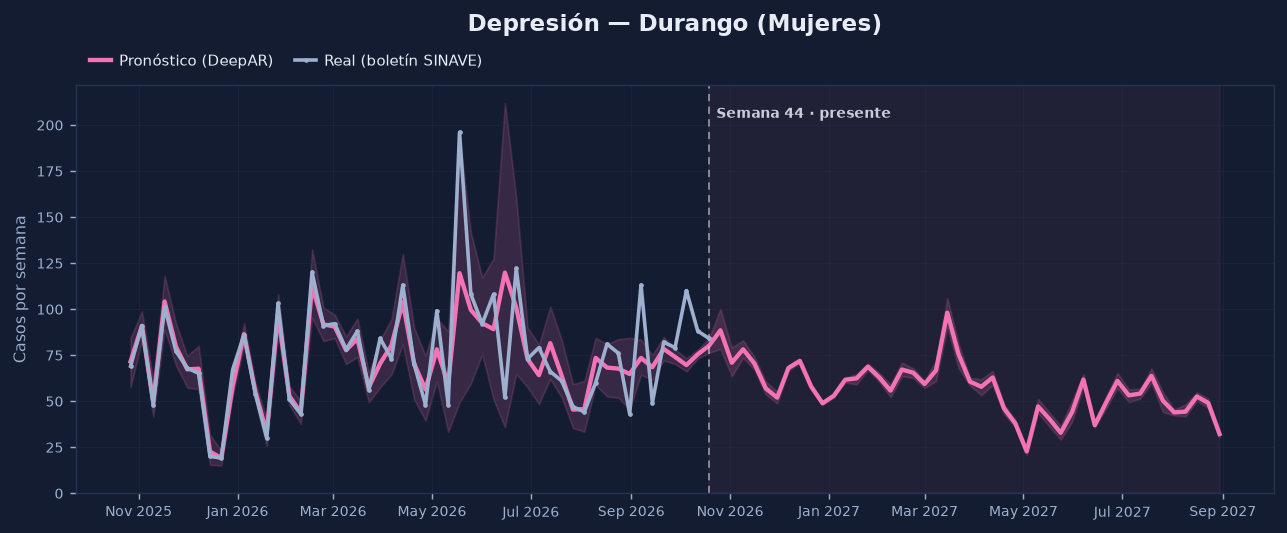 Depresión — Durango (Mujeres)
Pronóstico (DeepAR)
Real (boletín SINAVE)
Semana 44 · presente
Casos por semana
200
175
150
125
100
75
50
25
0
Nov 2025
Jan 2026
Mar 2026
May 2026
Jul 2026
Sep 2026
Nov 2026
Jan 2027
Mar 2027
May 2027
Jul 2027
Sep 2027